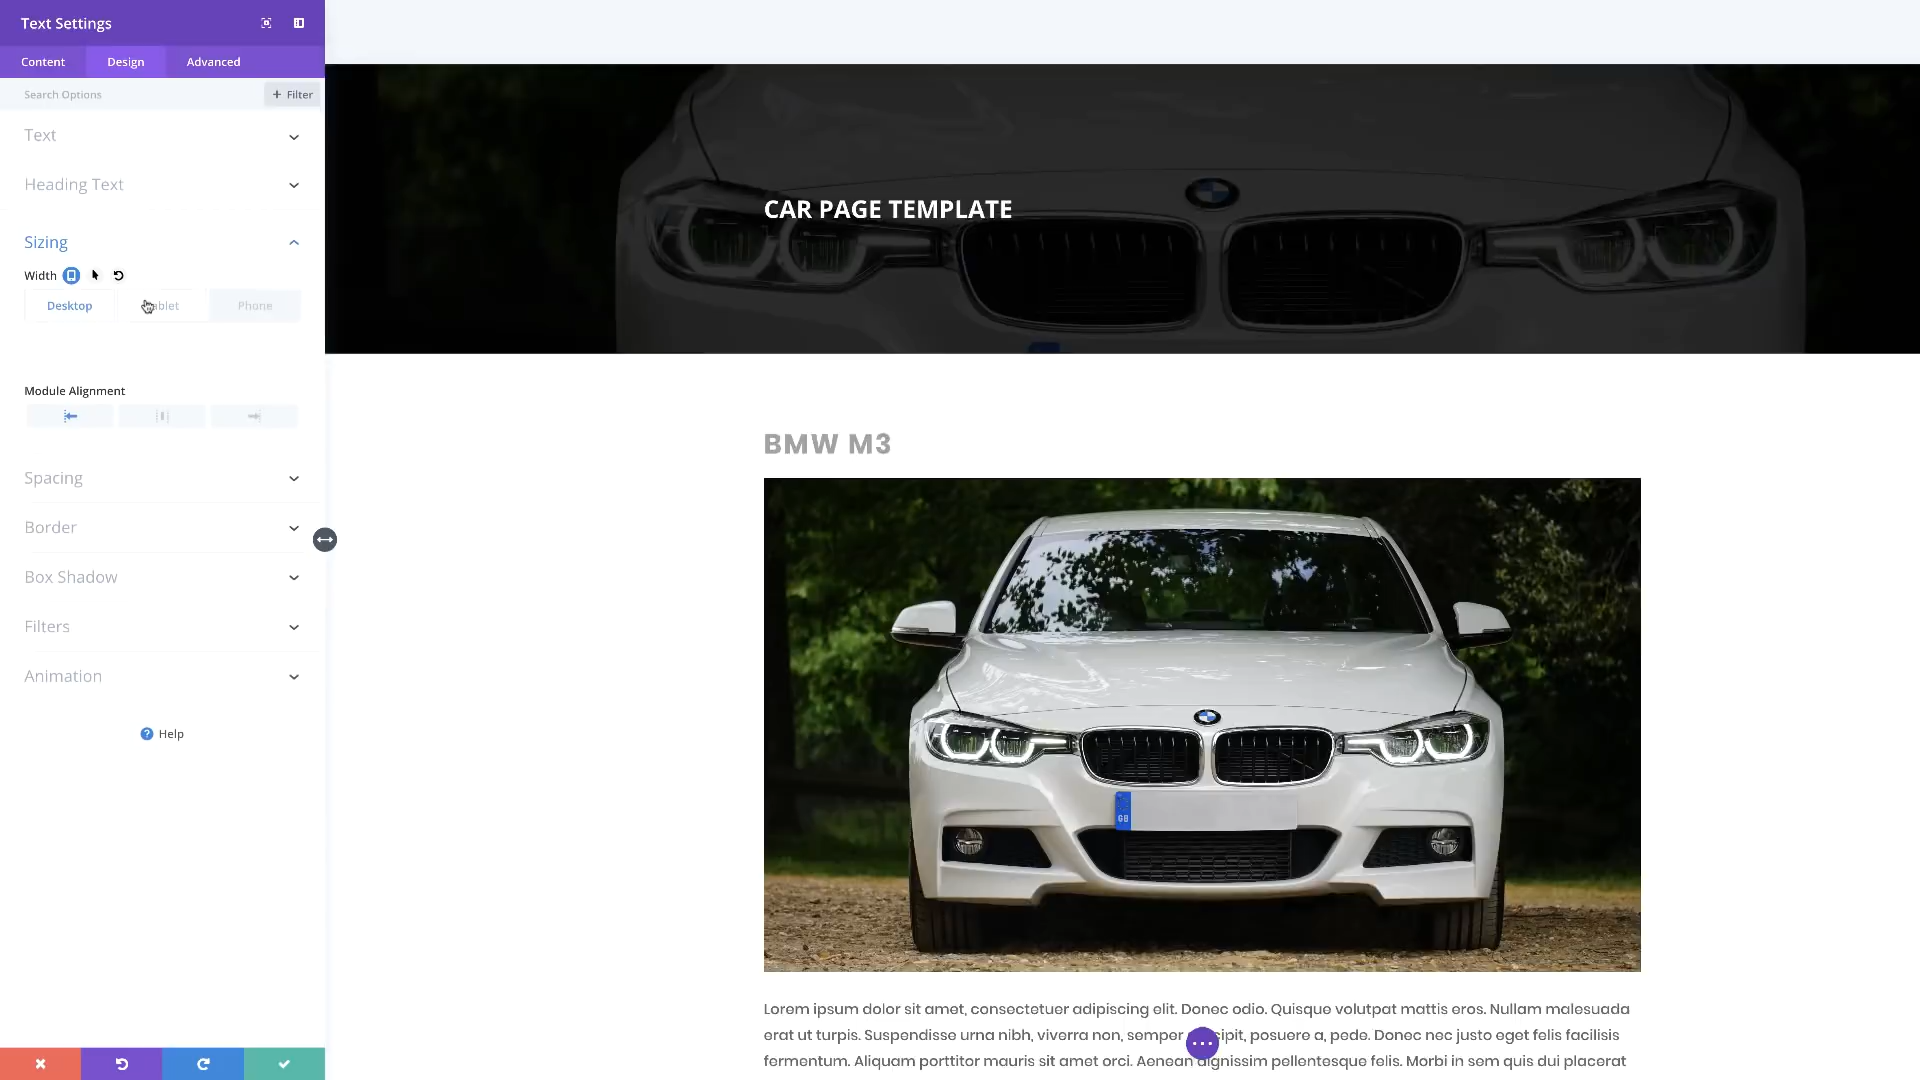 Text Settings
Content
Design
Advanced
Search Options
+ Filter
Text
Heading Text
Sizing
Width
Desktop
Phone
Module Alignment
Spacing
Border
Box Shadow
Filters
Animation
Help
CAR PAGE TEMPLATE
BMW M3
GB
Lorem ipsum dolor sit amet, consectetuer adipiscing elit. Donec odio. Quisque volutpat mattis eros. Nullam malesuada
erat ut turpis. Suspendisse urna nibh, viverra non, semper posuere a, pede. Donec nec justo eget felis facilisis
fermentum. Aliquam porttitor mauris sit amet orci. Aenean dignissim pellentesque felis. Morbi in sem quis dui placerat